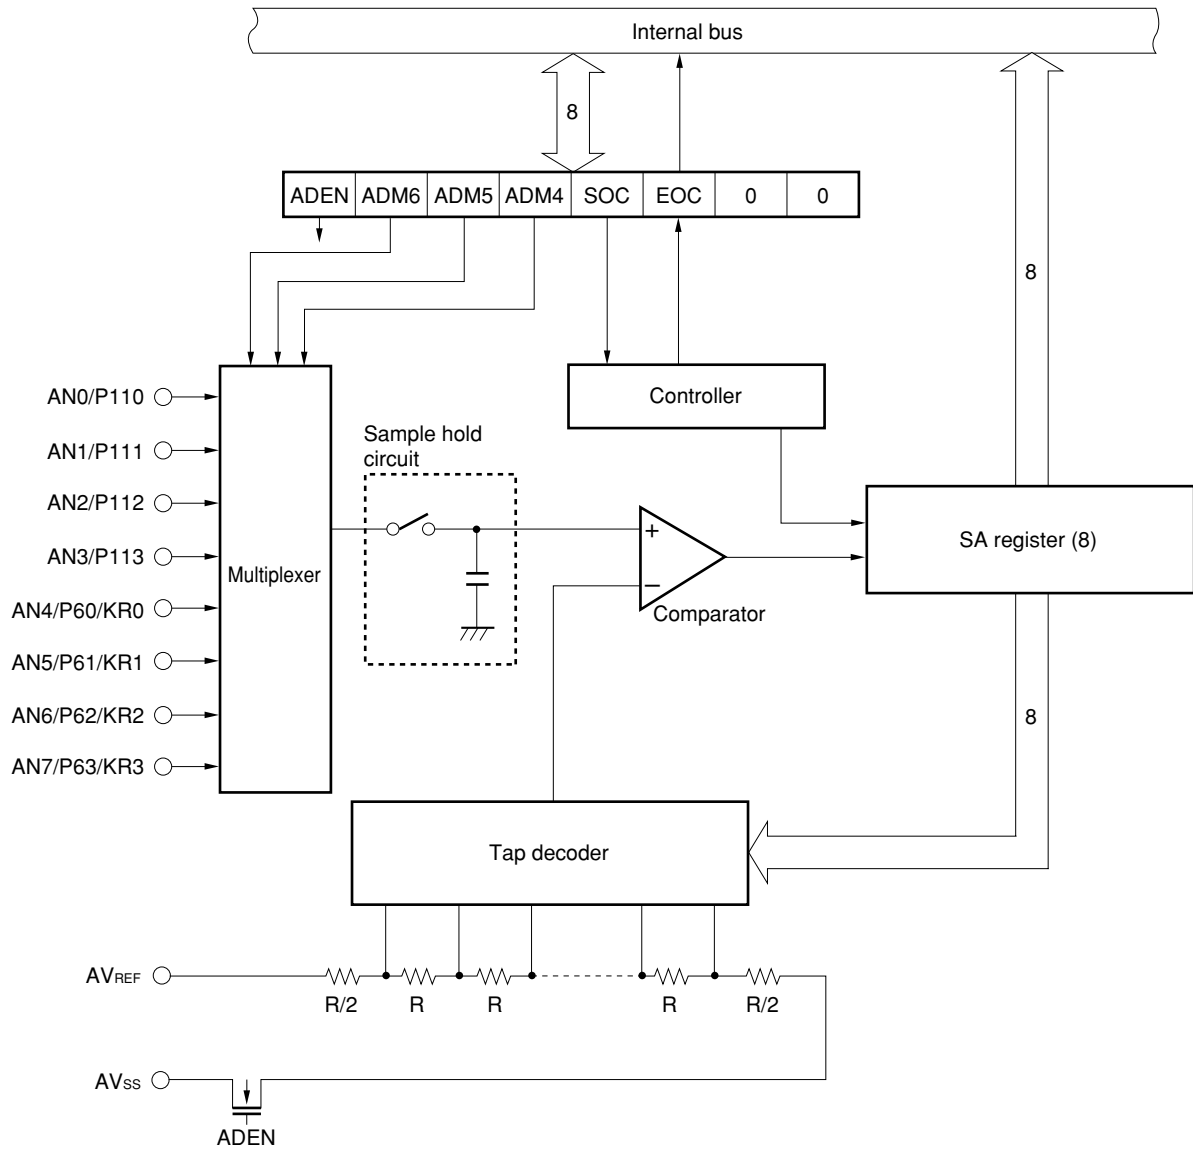 Internal bus
8
ADEN ADM6 ADM5 ADM4 SOC EOC 0 0
8
AN0/P110
AN1/P111
AN2/P112
AN3/P113
AN4/P60/KR0
AN5/P61/KR1
AN6/P62/KR2
AN7/P63/KR3
Multiplexer
Sample hold
circuit
Controller
+
−
Comparator
SA register (8)
8
Tap decoder
AVREF
R/2 R R R R/2
AVSS
ADEN